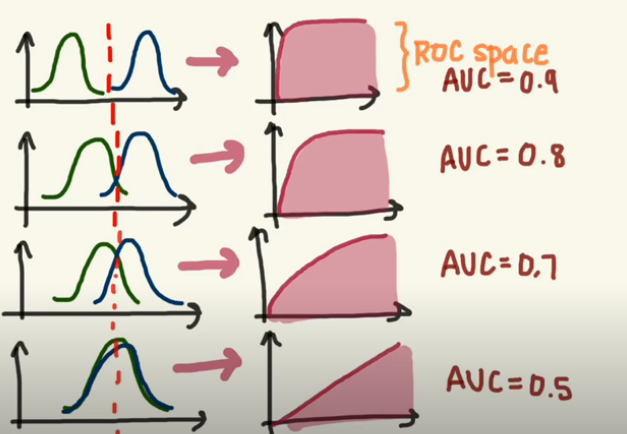 ROC space
AUC = 0.9
AUC = 0.8
AUC = 0.7
AUC = 0.5